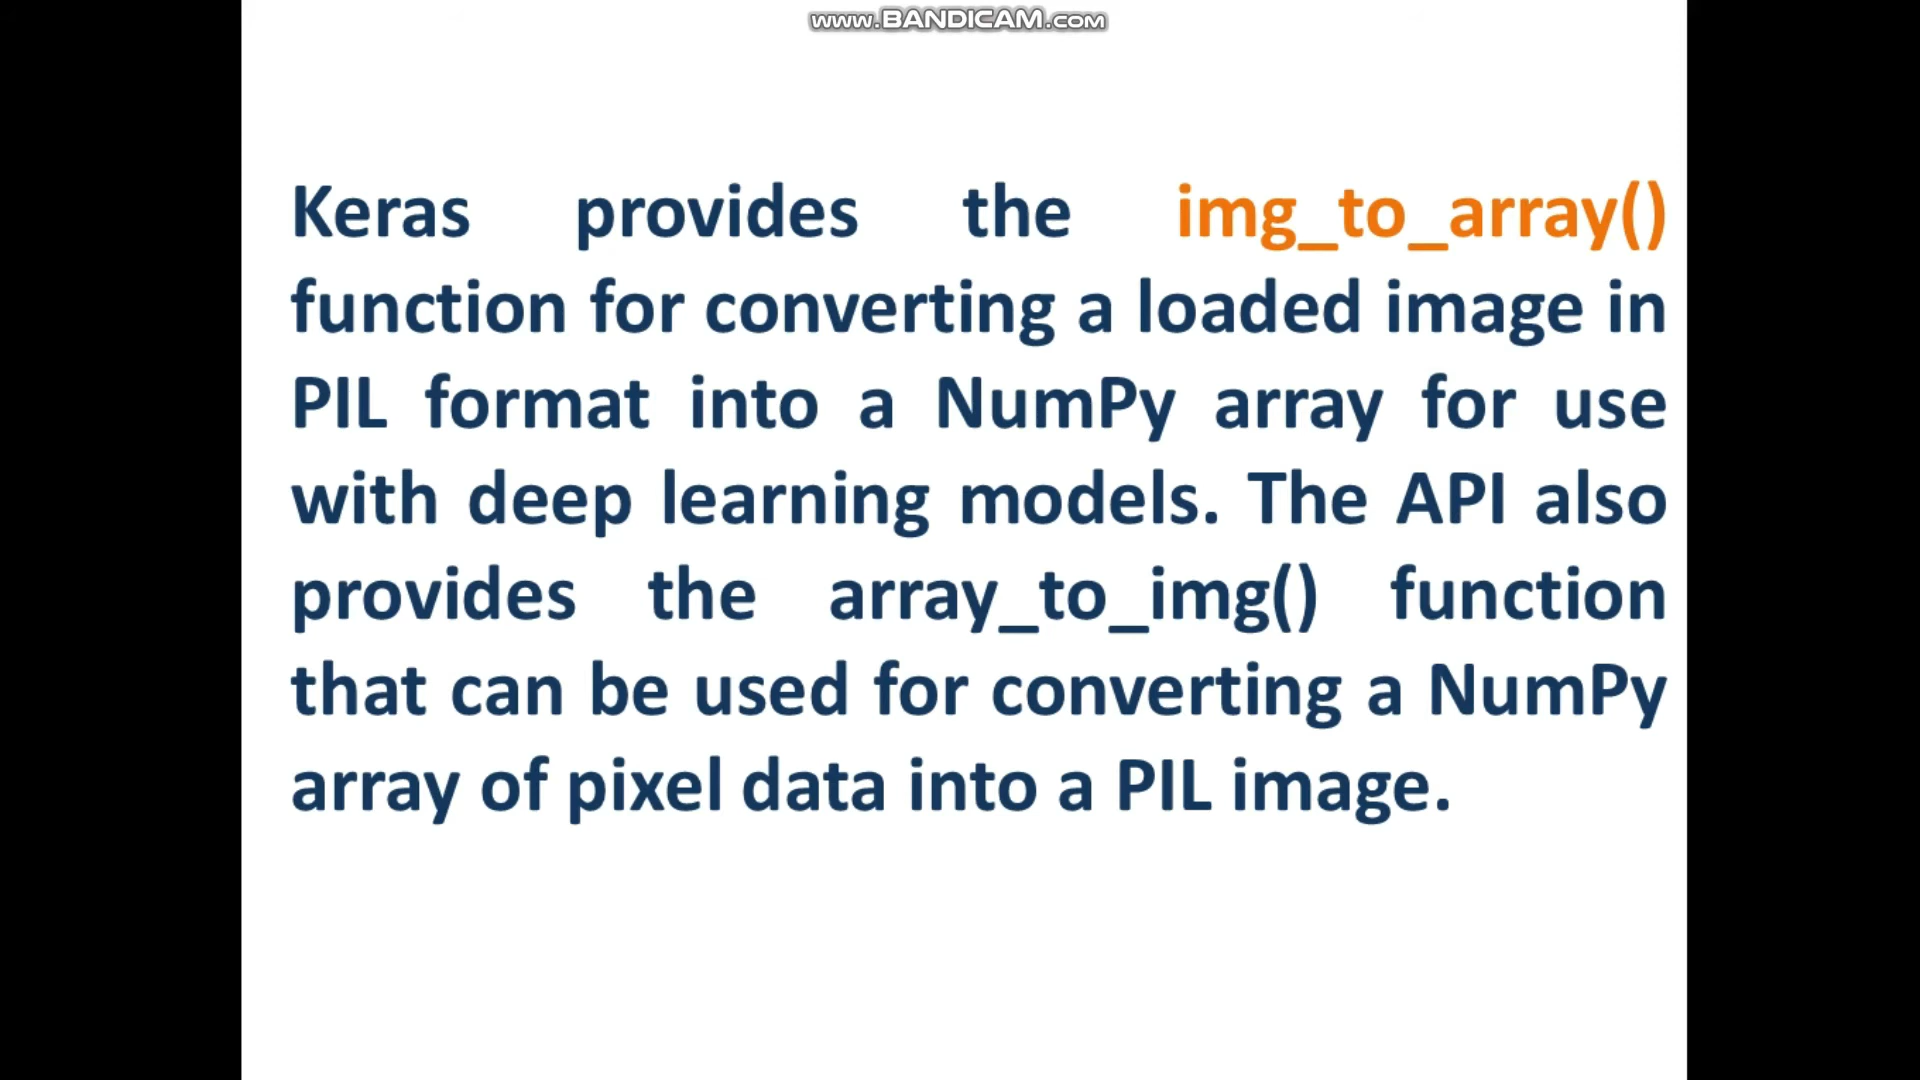 www.BANDICAM.com
Keras provides the img_to_array()
function for converting a loaded image in
PIL format into a NumPy array for use
with deep learning models. The API also
provides the array_to_img() function
that can be used for converting a NumPy
array of pixel data into a PIL image.